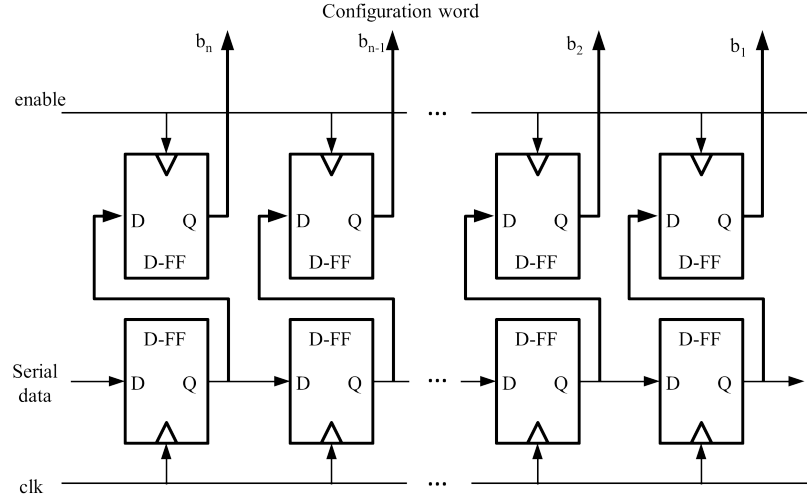 Configuration word
bn bn-1 b2 b1
enable ...
D Q D Q D Q D Q
D-FF D-FF D-FF D-FF
D-FF D-FF D-FF D-FF
Serial data
D Q D Q ... D Q D Q
clk ...